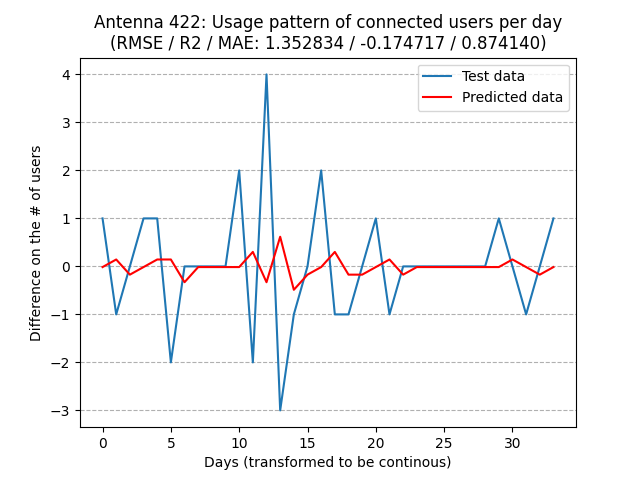 Antenna 422: Usage pattern of connected users per day
(RMSE / R2 / MAE: 1.352834 / -0.174717 / 0.874140)
Test data
Predicted data
4
3
2
1
0
−1
−2
−3
Difference on the # of users
0 5 10 15 20 25 30
Days (transformed to be continous)